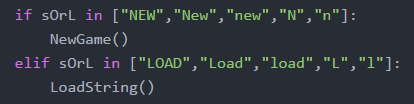 if sOrL in ["NEW","New","new","N","n"]:
    NewGame()
elif sOrL in ["LOAD","Load","load","L","l"]:
    LoadString()